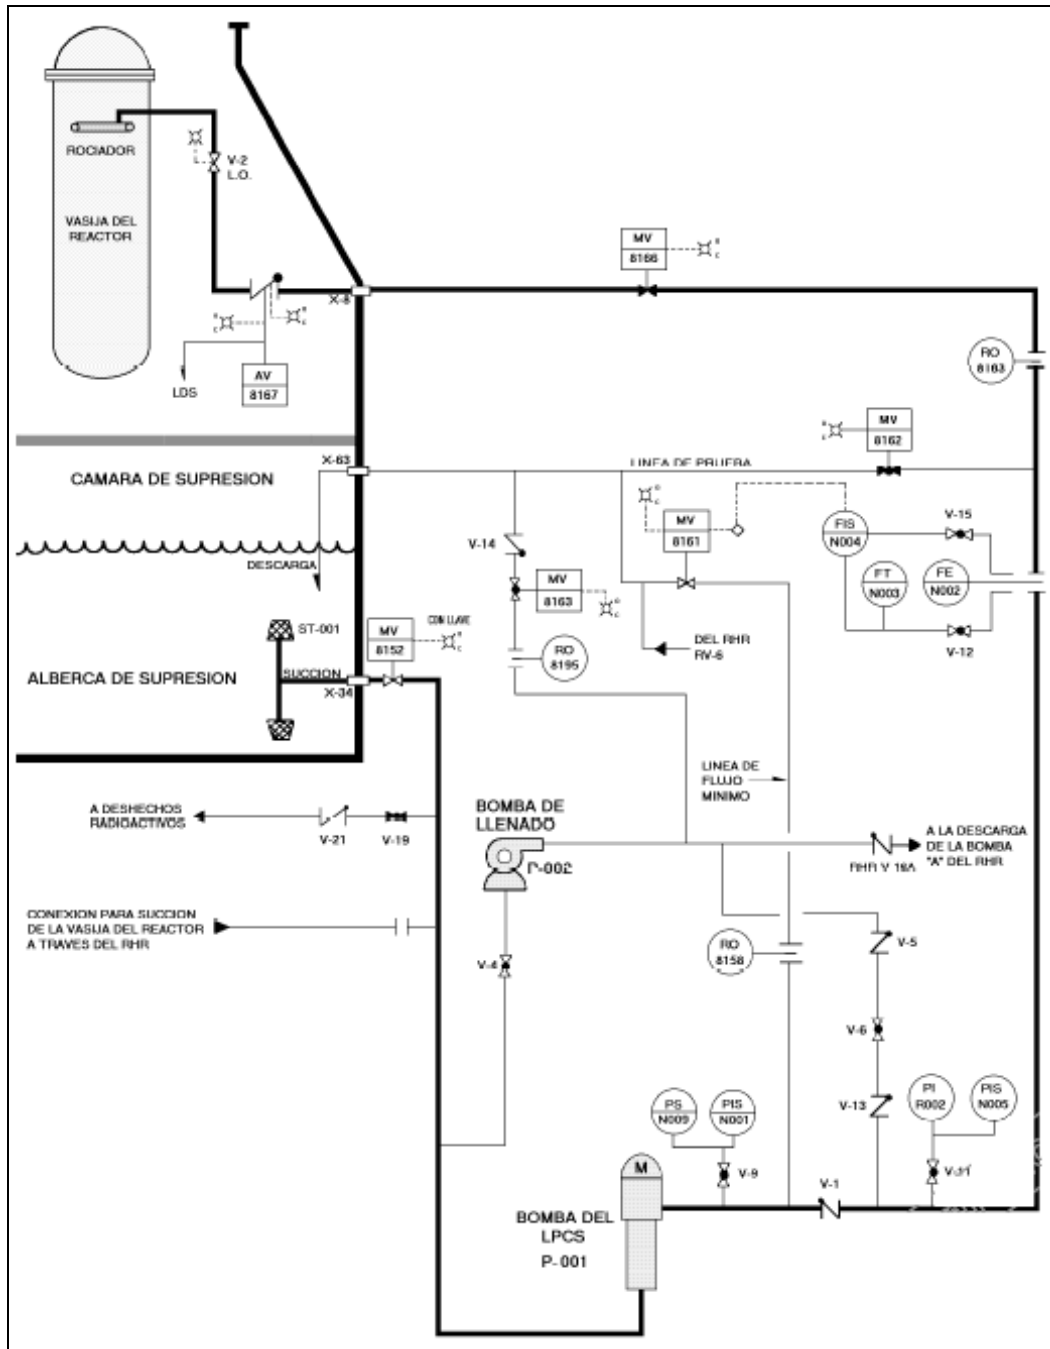 ROCIADOR
VASIJA DEL
REACTOR
V-2
L.O.
X-8
LDS
AV
8167
MV
8166
RO
8163
MV
8162
CAMARA DE SUPRESION
X-63
LINEA DE PRUEBA
MV
8161
FIS
N004
V-15
FT
N003
FE
N002
V-12
V-14
MV
8163
DESCARGA
ST-001
CON LLAVE
MV
8152
RO
8195
DEL RHR
RV-6
ALBERCA DE SUPRESION
SUCCION
X-34
LINEA DE
FLUJO
MINIMO
A DESHECHOS
RADIOACTIVOS
V-21
V-19
BOMBA DE
LLENADO
P-002
A LA DESCARGA
DE LA BOMBA
"A" DEL RHR
RHR V-16A
CONEXION PARA SUCCION
DE LA VASIJA DEL REACTOR
A TRAVES DEL RHR
V-4
RO
8158
V-5
V-6
V-13
PI
R002
PIS
N005
PS
N009
PIS
N001
V-9
V-11
V-1
M
BOMBA DEL
LPCS
P-001